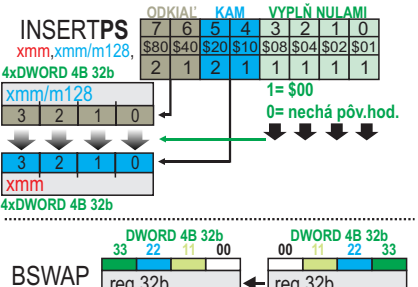 ODKIAĽ KAM VYPLŇ NULAMI
INSERTPS 7 6 5 4 3 2 1 0
xmm,xmm/m128, $80 $40 $20 $10 $08 $04 $02 $01
4xDWORD 4B 32b 2 1 2 1 1 1 1 1
xmm/m128 1= $00
3 2 1 0 0= nechá pôv.hod.
3 2 1 0
xmm
4xDWORD 4B 32b
DWORD 4B 32b DWORD 4B 32b
33 22 11 00 00 11 22 33
BSWAP reg 32b reg 32b